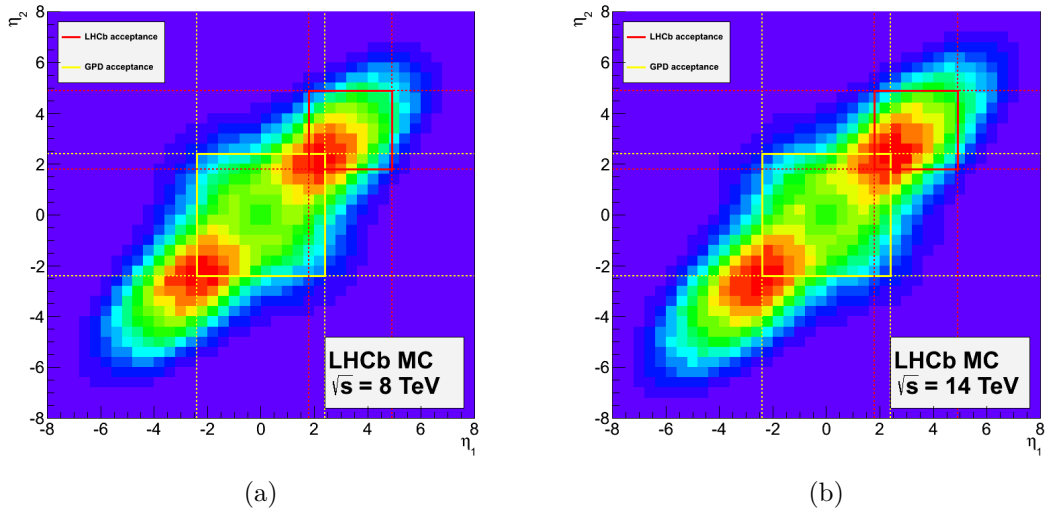 η₂
8
6
4
2
0
-2
-4
-6
-8
LHCb acceptance
GPD acceptance
LHCb MC
√s = 8 TeV
-8 -6 -4 -2 0 2 4 6 8
η₁
(a)
η₂
8
6
4
2
0
-2
-4
-6
-8
LHCb acceptance
GPD acceptance
LHCb MC
√s = 14 TeV
-8 -6 -4 -2 0 2 4 6 8
η₁
(b)